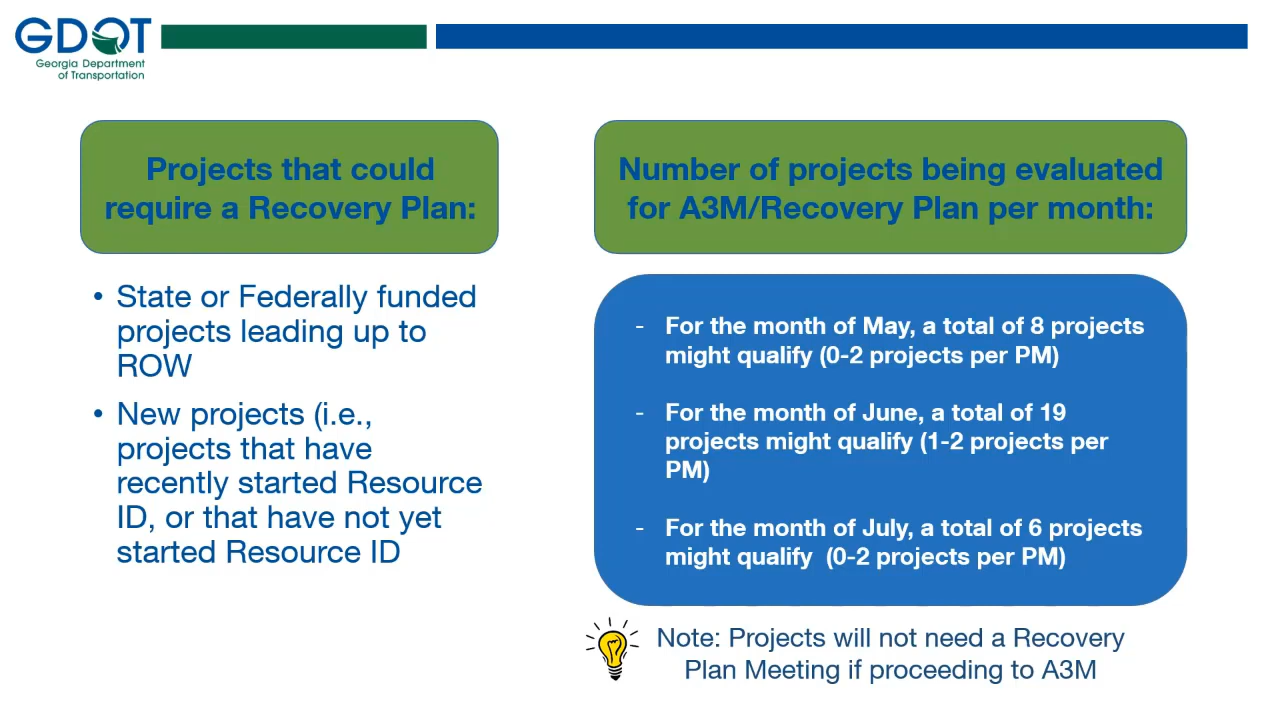 GDOT
Georgia Department
of Transportation
Projects that could
require a Recovery Plan:
• State or Federally funded
projects leading up to
ROW
• New projects (i.e.,
projects that have
recently started Resource
ID, or that have not yet
started Resource ID
Number of projects being evaluated
for A3M/Recovery Plan per month:
- For the month of May, a total of 8 projects
might qualify (0-2 projects per PM)
- For the month of June, a total of 19
projects might qualify (1-2 projects per
PM)
- For the month of July, a total of 6 projects
might qualify (0-2 projects per PM)
Note: Projects will not need a Recovery
Plan Meeting if proceeding to A3M